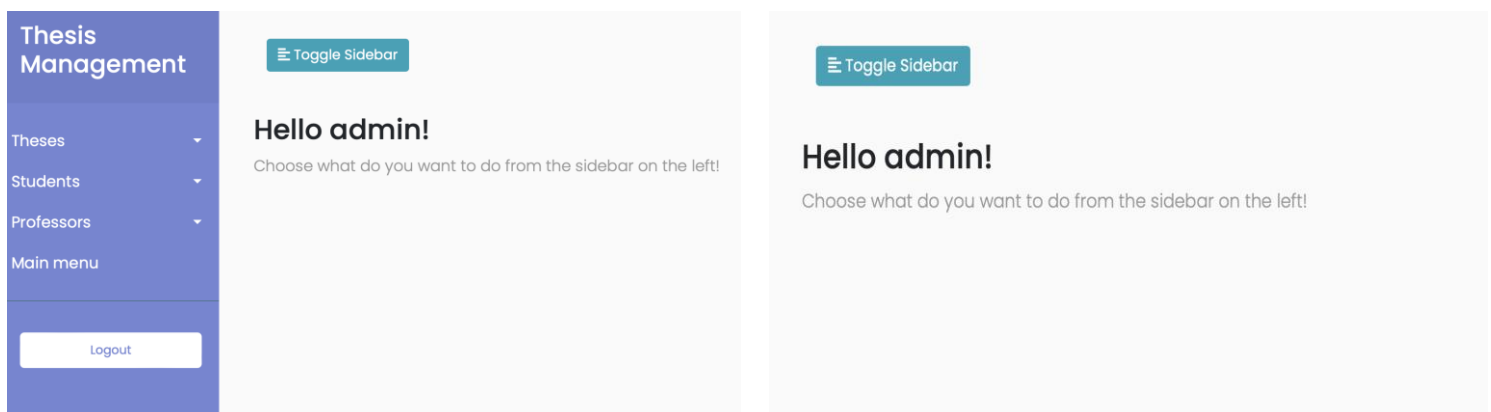 Thesis
Management
Theses
Students
Professors
Main menu
Logout
Toggle Sidebar
Hello admin!
Choose what do you want to do from the sidebar on the left!
Toggle Sidebar
Hello admin!
Choose what do you want to do from the sidebar on the left!